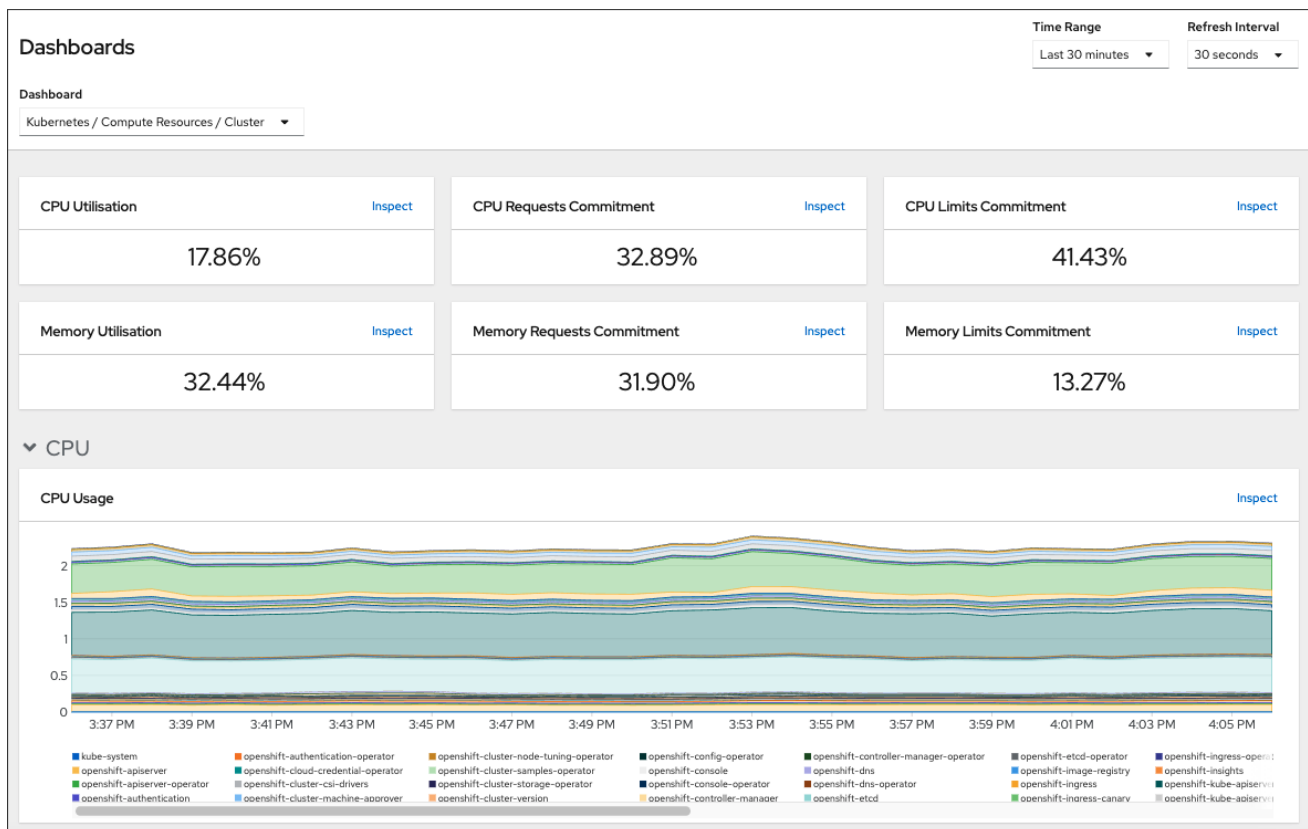 Dashboards
Time Range
Refresh Interval
Last 30 minutes
30 seconds
Dashboard
Kubernetes / Compute Resources / Cluster
CPU Utilisation Inspect
CPU Requests Commitment Inspect
CPU Limits Commitment Inspect
17.86%
32.89%
41.43%
Memory Utilisation Inspect
Memory Requests Commitment Inspect
Memory Limits Commitment Inspect
32.44%
31.90%
13.27%
CPU
CPU Usage Inspect
2
1.5
1
0.5
0
3:37 PM 3:39 PM 3:41 PM 3:43 PM 3:45 PM 3:47 PM 3:49 PM 3:51 PM 3:53 PM 3:55 PM 3:57 PM 3:59 PM 4:01 PM 4:03 PM 4:05 PM
kube-system openshift-authentication-operator openshift-cluster-node-tuning-operator openshift-config-operator openshift-controller-manager-operator openshift-etcd-operator openshift-ingress-opera
openshift-apiserver openshift-cloud-credential-operator openshift-cluster-samples-operator openshift-console openshift-dns openshift-image-registry openshift-insights
openshift-apiserver-operator openshift-cluster-csi-drivers openshift-cluster-storage-operator openshift-console-operator openshift-dns-operator openshift-ingress openshift-kube-apiserve
openshift-authentication openshift-cluster-machine-approver openshift-cluster-version openshift-controller-manager openshift-etcd openshift-ingress-canary openshift-kube-apiserve